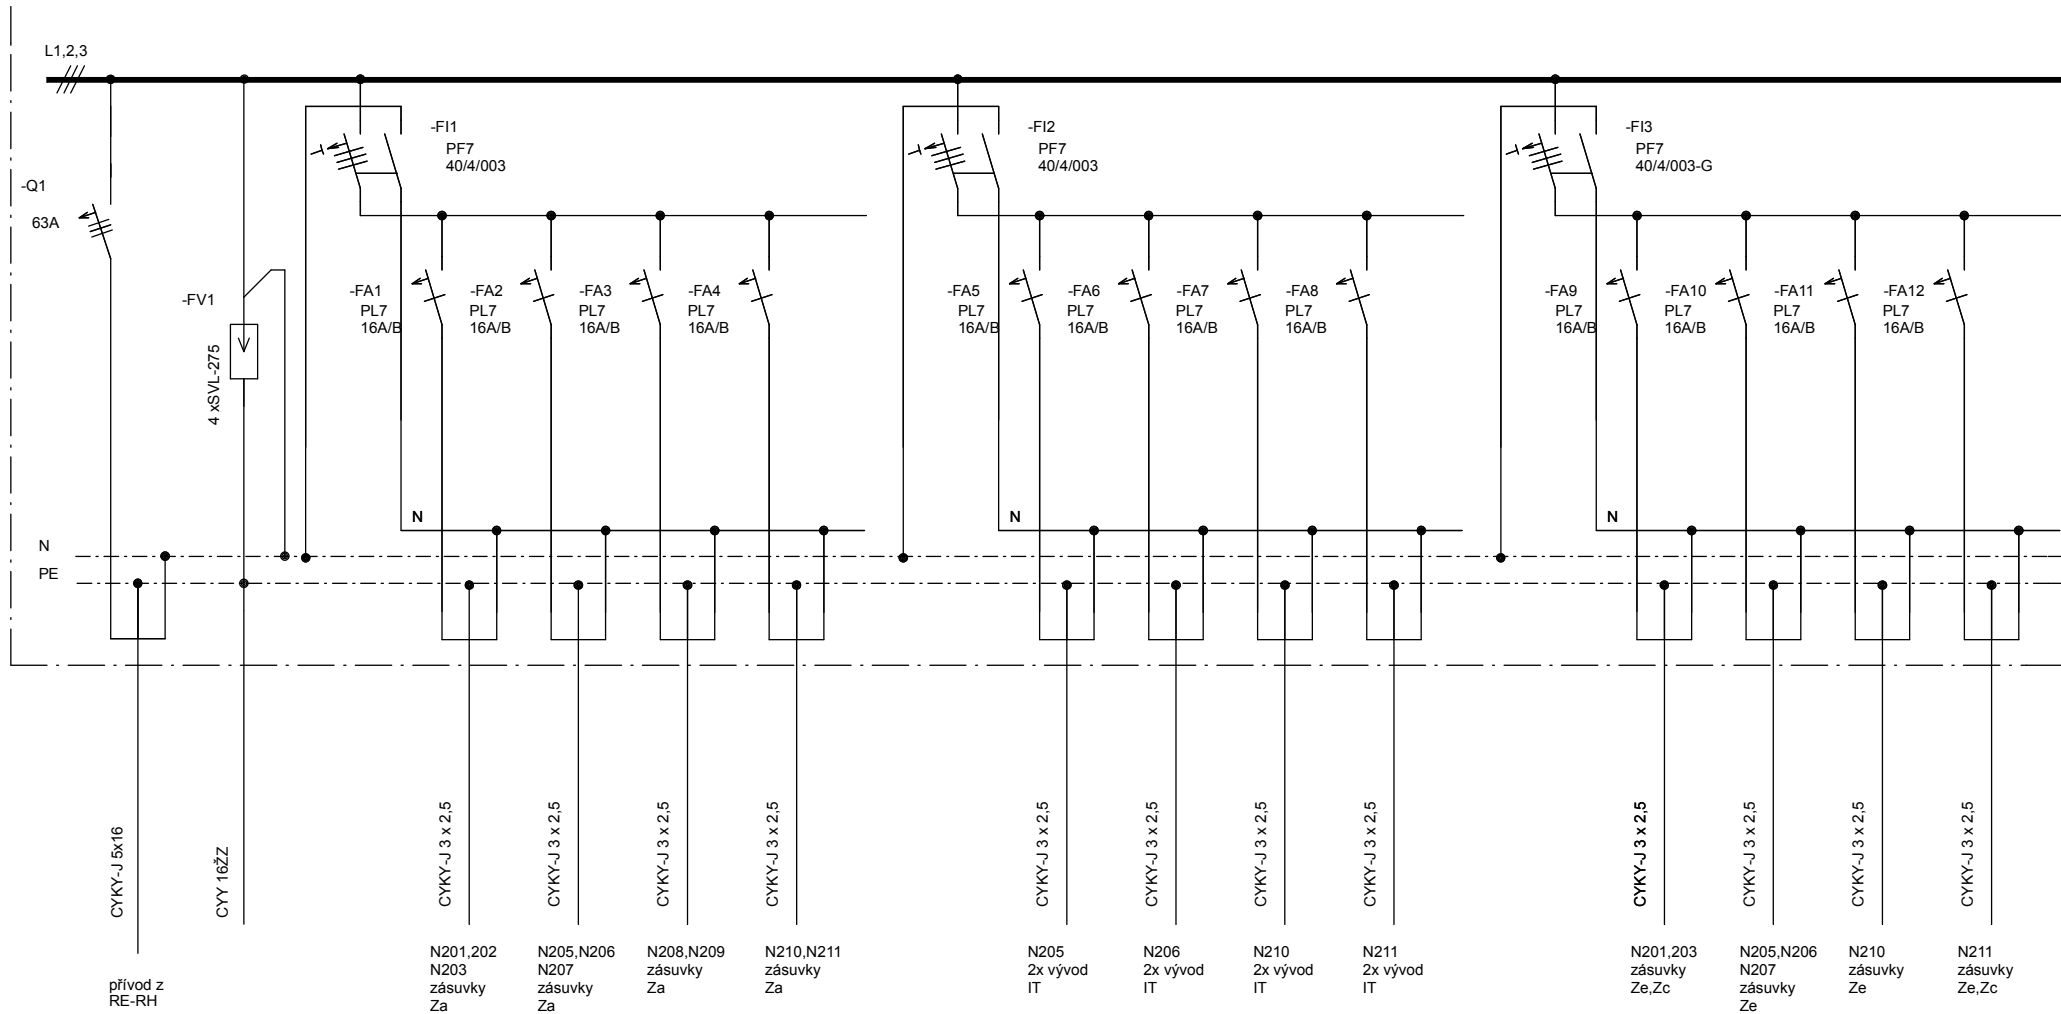 L1,2,3
-Q1
63A
-FV1
4 xSVL-275
-FI1
PF7
40/4/003
-FI2
PF7
40/4/003
-FI3
PF7
40/4/003-G
-FA1
PL7
16A/B
-FA2
PL7
16A/B
-FA3
PL7
16A/B
-FA4
PL7
16A/B
-FA5
PL7
16A/B
-FA6
PL7
16A/B
-FA7
PL7
16A/B
-FA8
PL7
16A/B
-FA9
PL7
16A/B
-FA10
PL7
16A/B
-FA11
PL7
16A/B
-FA12
PL7
16A/B
N
N
N
N
PE
CYKY-J 5x16
CYY 16ŽZ
CYKY-J 3 x 2,5
CYKY-J 3 x 2,5
CYKY-J 3 x 2,5
CYKY-J 3 x 2,5
CYKY-J 3 x 2,5
CYKY-J 3 x 2,5
CYKY-J 3 x 2,5
CYKY-J 3 x 2,5
CYKY-J 3 x 2,5
CYKY-J 3 x 2,5
CYKY-J 3 x 2,5
CYKY-J 3 x 2,5
přívod z
RE-RH
N201,202
N203
zásuvky
Za
N205,N206
N207
zásuvky
Za
N208,N209
zásuvky
Za
N210,N211
zásuvky
Za
N205
2x vývod
IT
N206
2x vývod
IT
N210
2x vývod
IT
N211
2x vývod
IT
N201,203
zásuvky
Ze,Zc
N205,N206
N207
zásuvky
Ze
N210
zásuvky
Ze
N211
zásuvky
Ze,Zc